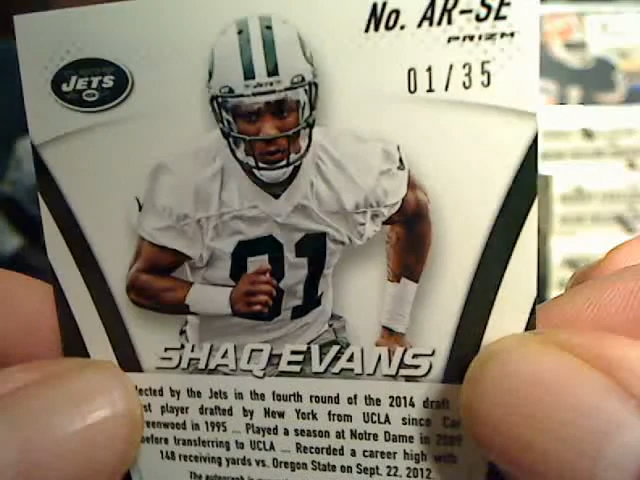 No. AR-SE
PRIZM
01/35
JETS
81
SHAQ EVANS
lected by the Jets in the fourth round of the 2014 draft
st player drafted by New York from UCLA since
eenwood in 1995 ... Played a season at Notre Dame in 2009
before transferring to UCLA ... Recorded a career high with
148 receiving yards vs. Oregon State on Sept. 22, 2012.
The autograph is